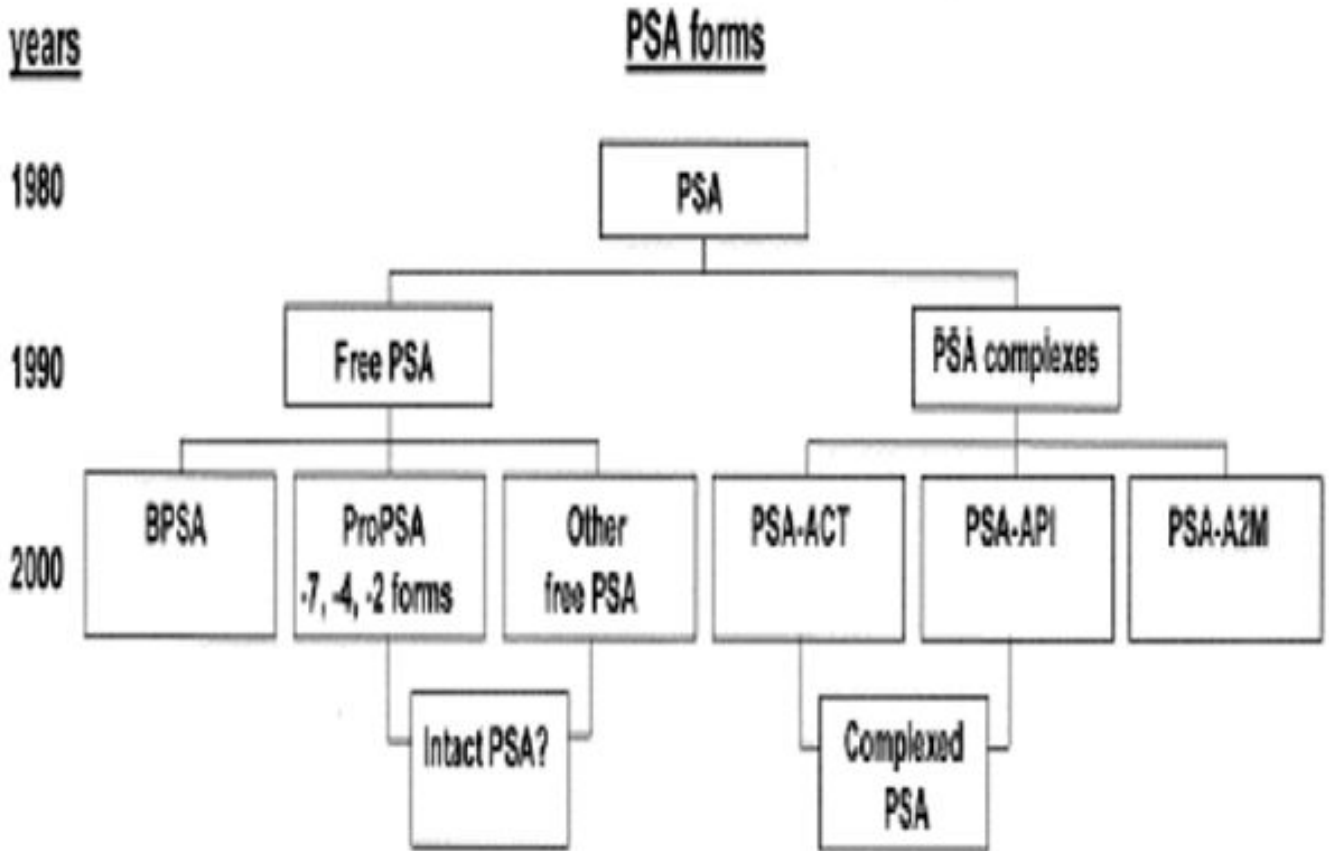 years
PSA forms
1980
PSA
1990
Free PSA
PSA complexes
2000
BPSA
ProPSA
-7, -4, -2 forms
Other
free PSA
PSA-ACT
PSA-API
PSA-A2M
Intact PSA?
Complexed
PSA